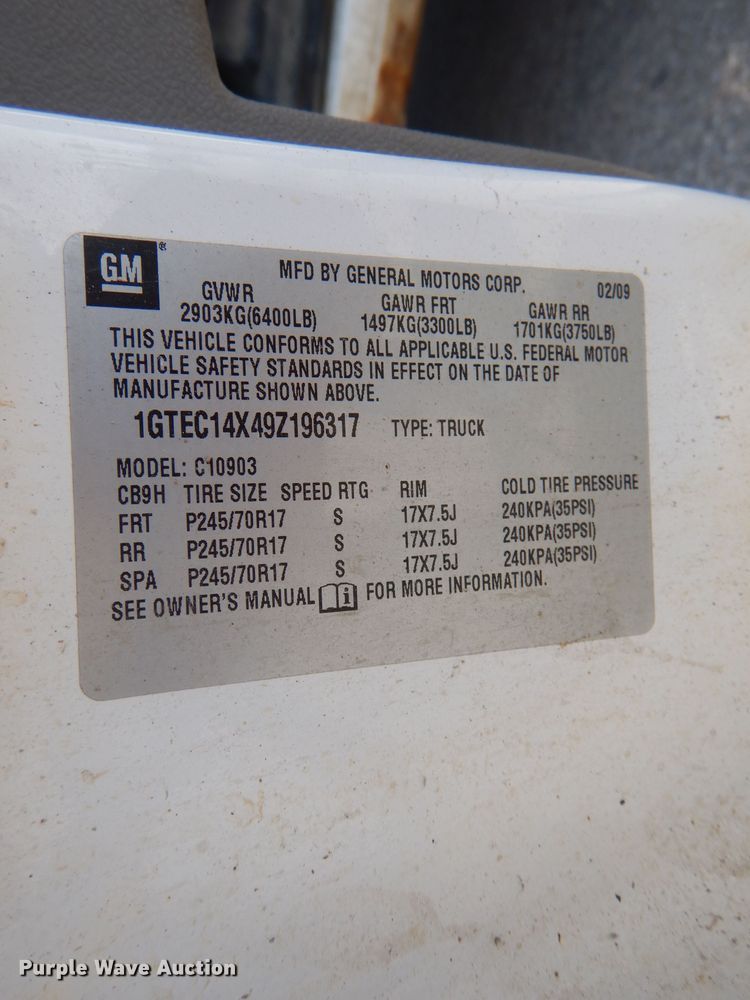 GM®
MFD BY GENERAL MOTORS CORP. 02/09
GVWR GAWR FRT GAWR RR
2903KG(6400LB) 1497KG(3300LB) 1701KG(3750LB)
THIS VEHICLE CONFORMS TO ALL APPLICABLE U.S. FEDERAL MOTOR
VEHICLE SAFETY STANDARDS IN EFFECT ON THE DATE OF
MANUFACTURE SHOWN ABOVE.
1GTEC14X49Z196317 TYPE: TRUCK
MODEL: C10903
CB9H TIRE SIZE SPEED RTG RIM COLD TIRE PRESSURE
FRT P245/70R17 S 17X7.5J 240KPA(35PSI)
RR P245/70R17 S 17X7.5J 240KPA(35PSI)
SPA P245/70R17 S 17X7.5J 240KPA(35PSI)
SEE OWNER'S MANUAL i FOR MORE INFORMATION.
Purple Wave Auction